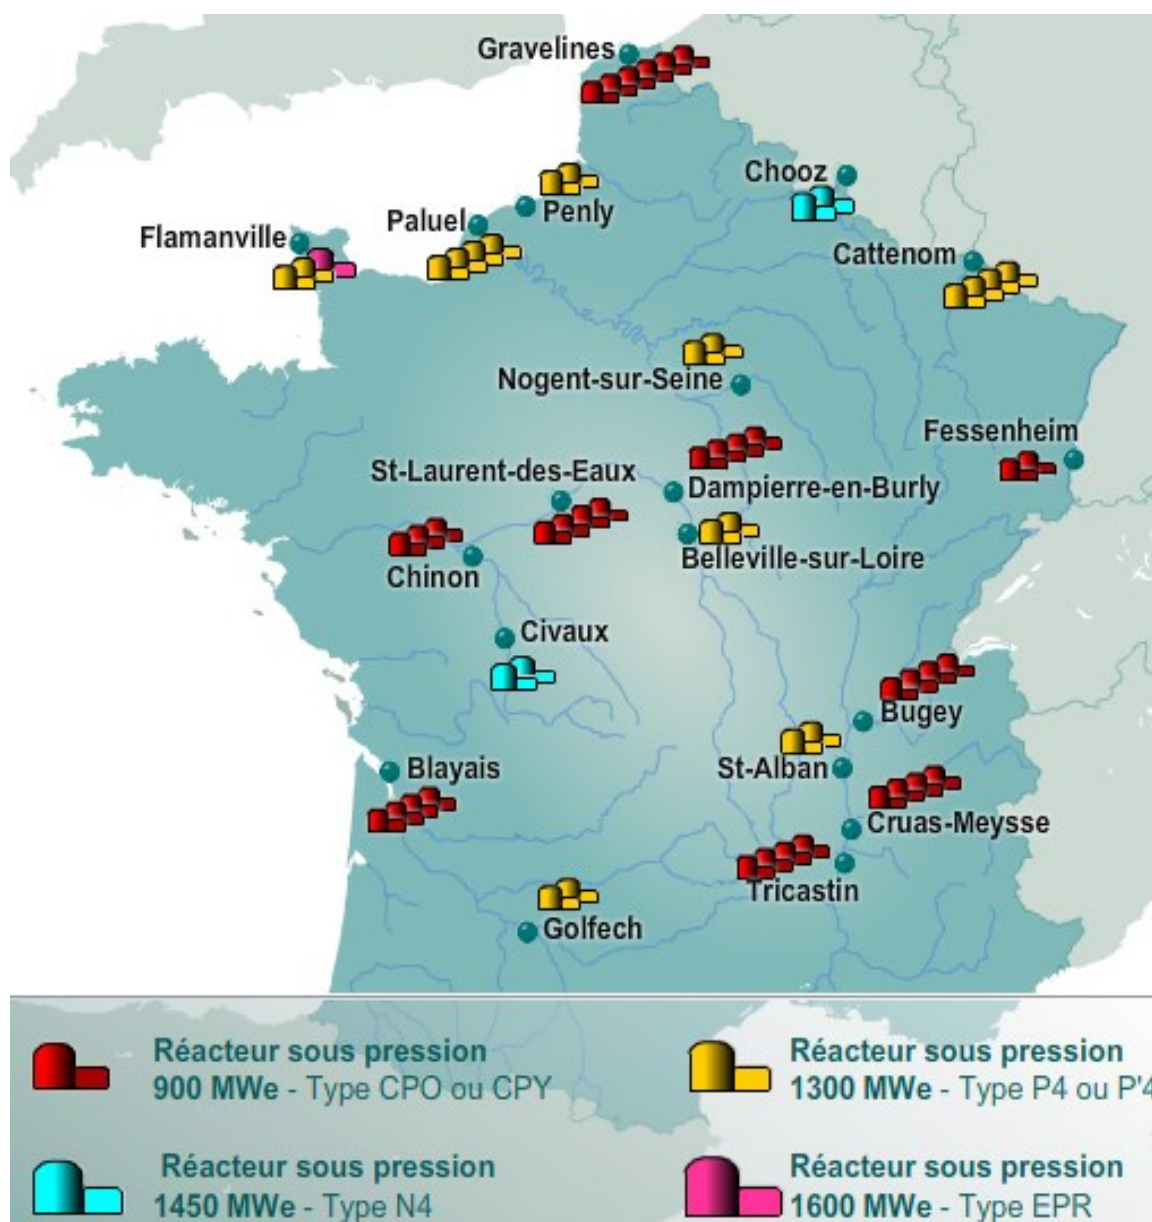 Gravelines
Chooz
Penly
Paluel
Flamanville
Cattenom
Nogent-sur-Seine
Fessenheim
St-Laurent-des-Eaux
Dampierre-en-Burly
Belleville-sur-Loire
Chinon
Civaux
Bugey
St-Alban
Blayais
Cruas-Meysse
Tricastin
Golfech
Réacteur sous pression
900 MWe - Type CPO ou CPY
Réacteur sous pression
1300 MWe - Type P4 ou P'4
Réacteur sous pression
1450 MWe - Type N4
Réacteur sous pression
1600 MWe - Type EPR